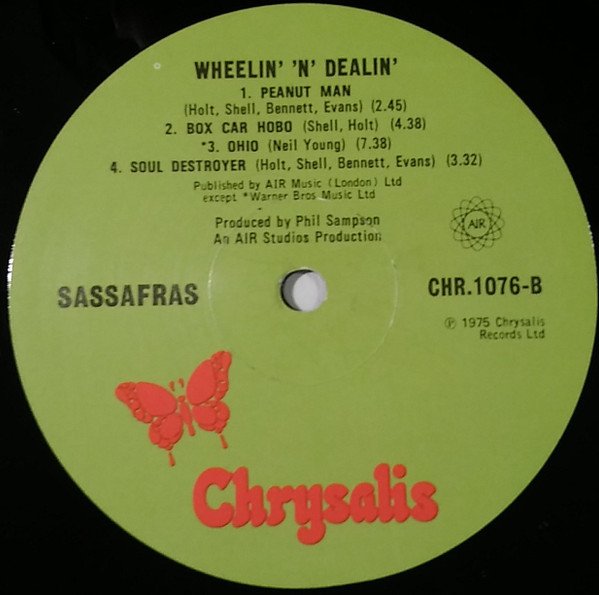 WHEELIN' 'N' DEALIN'
1. PEANUT MAN
(Holt, Shell, Bennett, Evans) (2.45)
2. BOX CAR HOBO (Shell, Holt) (4.38)
*3. OHIO (Neil Young) (7.38)
4. SOUL DESTROYER (Holt, Shell, Bennett, Evans) (3.32)
Published by AIR Music (London) Ltd
except *Warner Bros Music Ltd
Produced by Phil Sampson
An AIR Studios Production
AIR
SASSAFRAS
CHR.1076-B
℗ 1975 Chrysalis
Records Ltd
Chrysalis